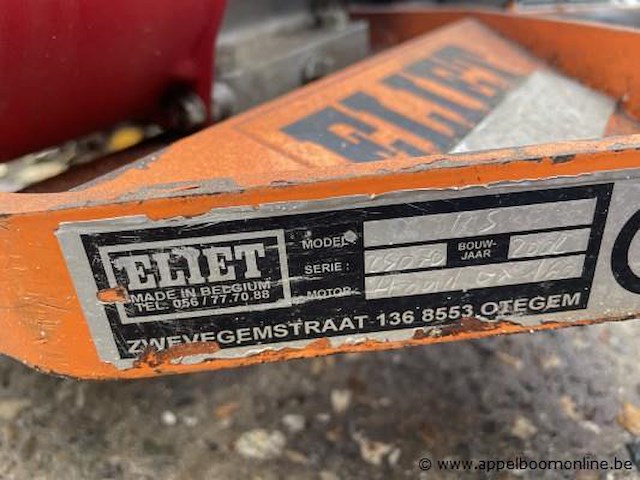 ELIET
ELIET
MADE IN BELGIUM
TEL. 056 / 77.70.88
MODEL:
SERIE :
BOUW-
JAAR
MOTOR
ZWEVEGEMSTRAAT 136 8553 OTEGEM
© www.appelboomonline.be